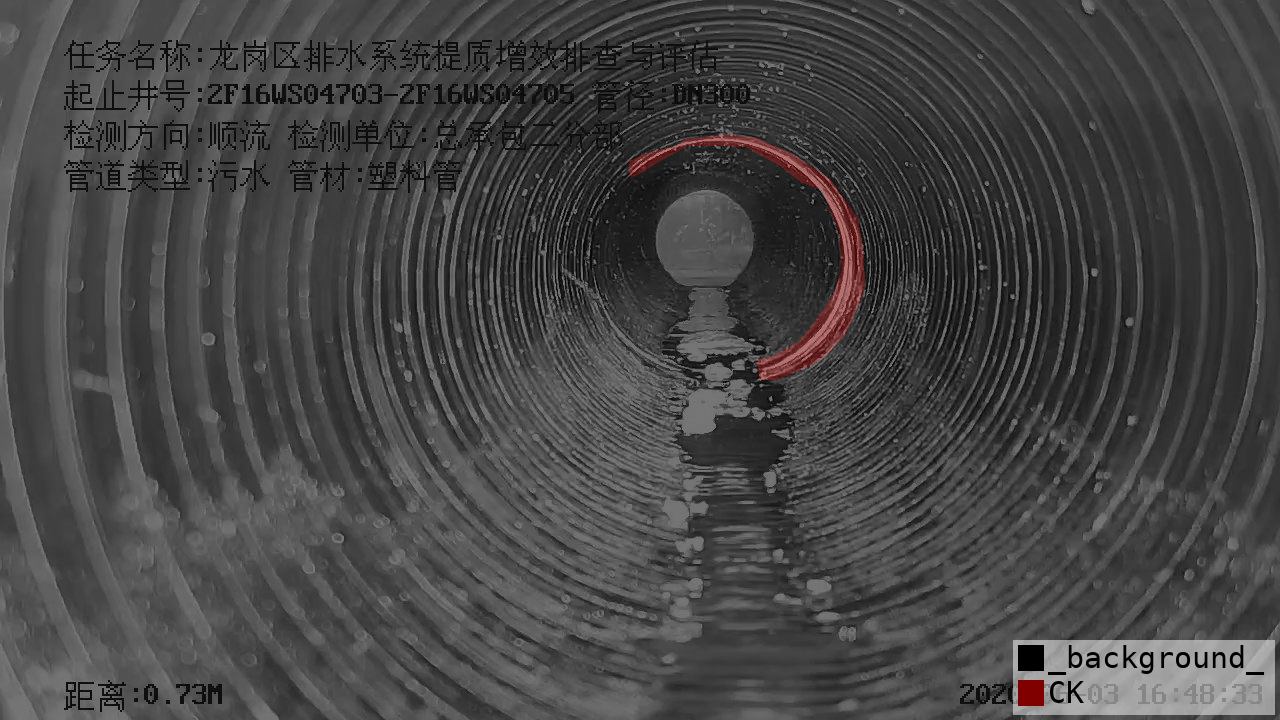 任务名称:龙岗区排水系统提质增效排查与评估
起止井号:2F16WS04703-2F16WS04705 管径:DN300
检测方向:顺流 检测单位:总承包二分部
管道类型:污水 管材:塑料管
_background_
CK
距离:0.73M
03 16:48:33